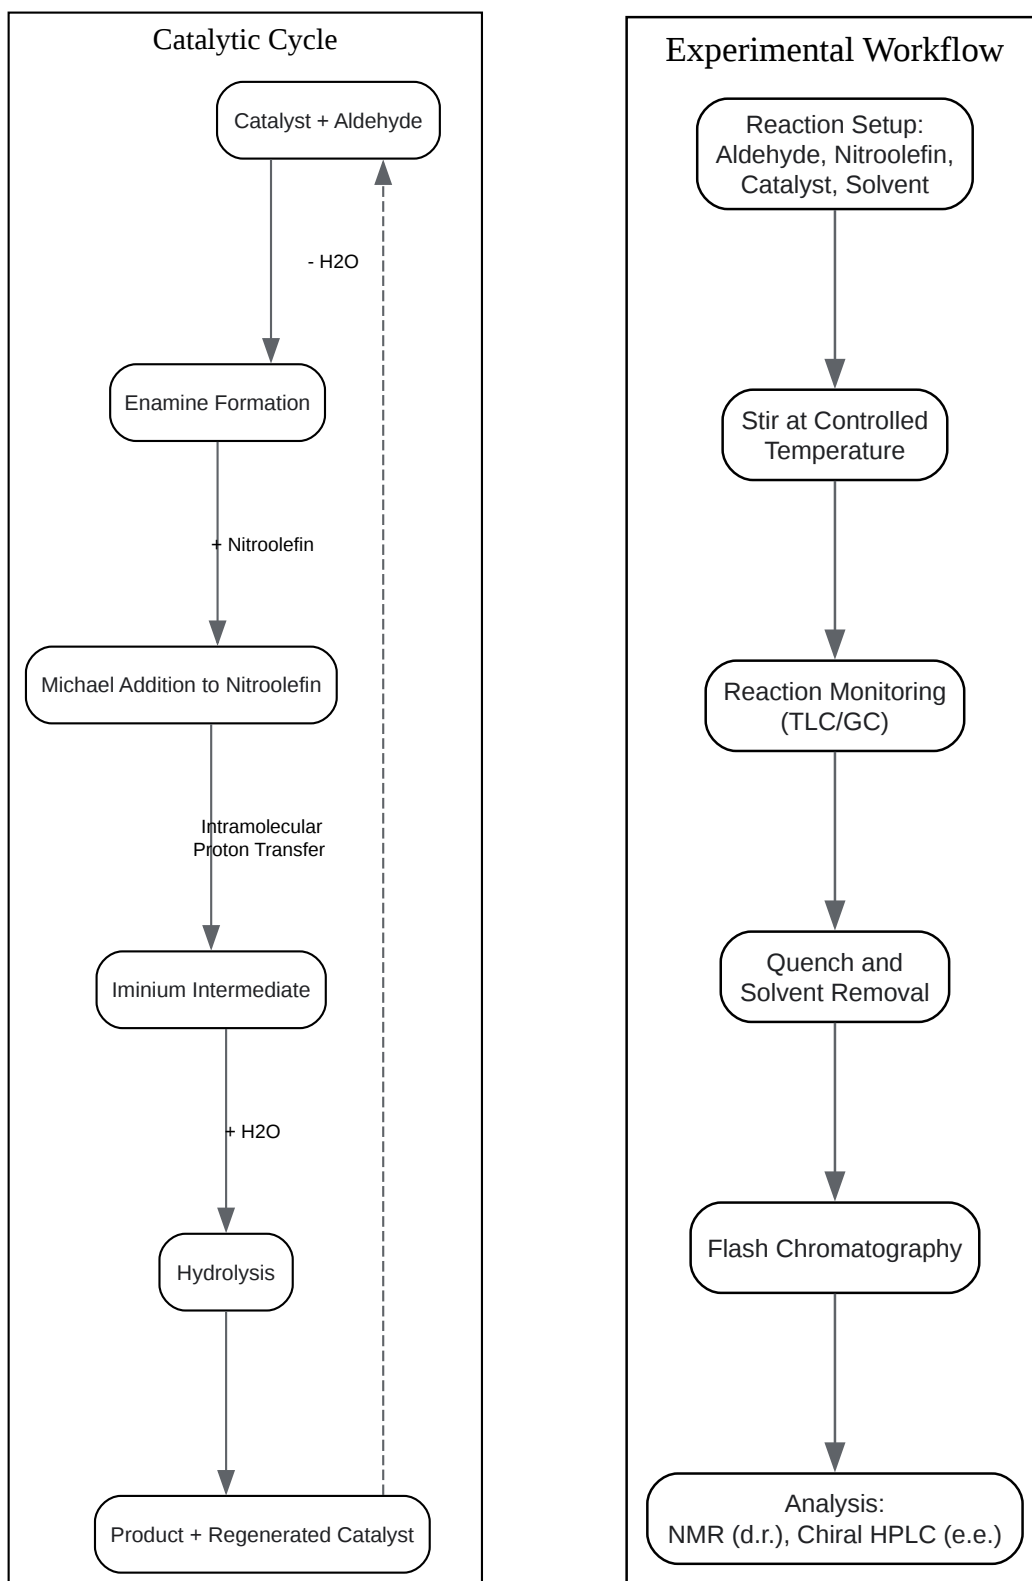 Catalytic Cycle
Catalyst + Aldehyde
- H2O
Enamine Formation
+ Nitroolefin
Michael Addition to Nitroolefin
Intramolecular
Proton Transfer
Iminium Intermediate
+ H2O
Hydrolysis
Product + Regenerated Catalyst
Experimental Workflow
Reaction Setup:
Aldehyde, Nitroolefin,
Catalyst, Solvent
Stir at Controlled
Temperature
Reaction Monitoring
(TLC/GC)
Quench and
Solvent Removal
Flash Chromatography
Analysis:
NMR (d.r.), Chiral HPLC (e.e.)